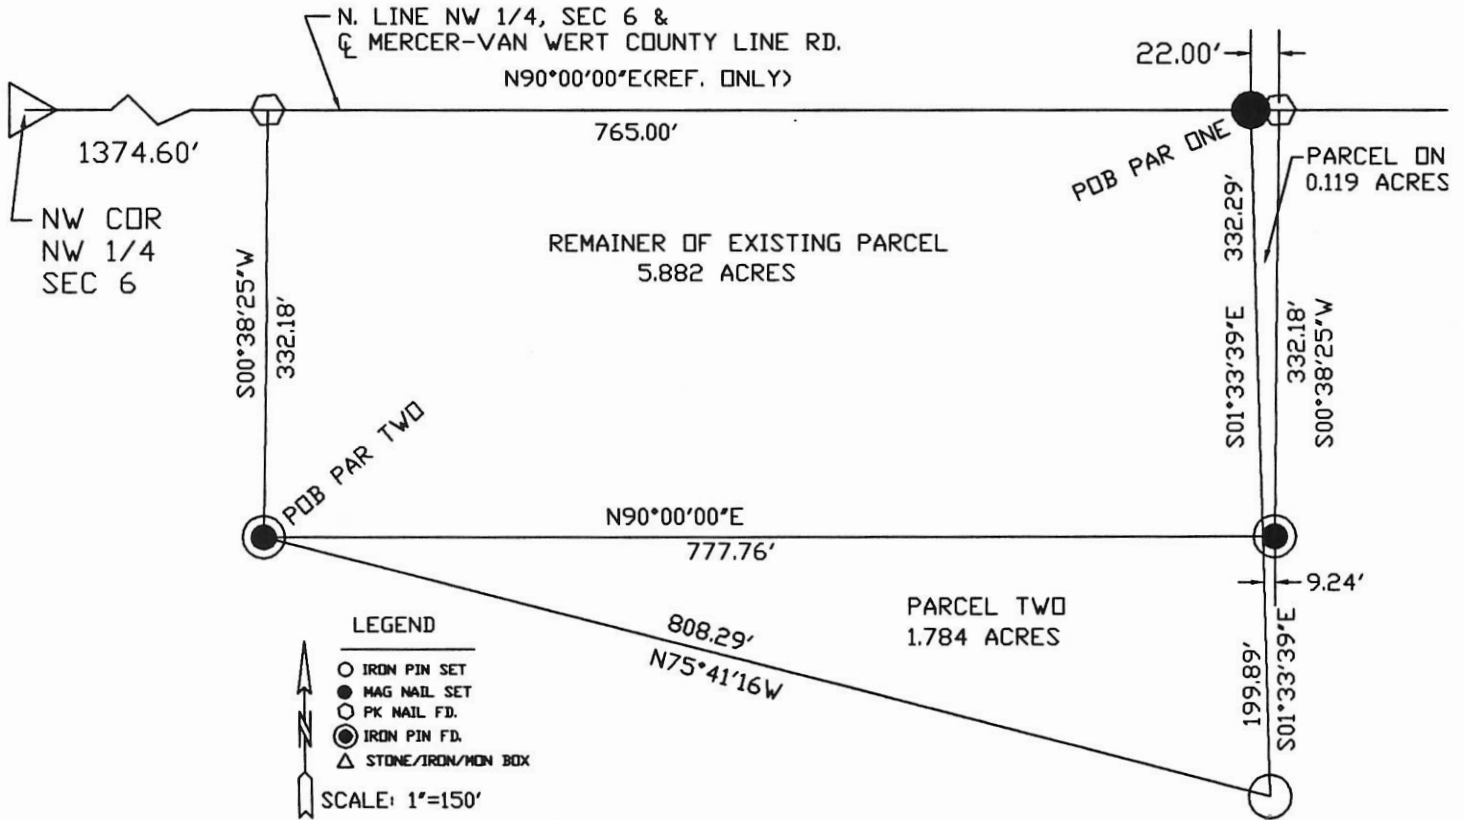 N. LINE NW 1/4, SEC 6 &
℄ MERCER-VAN WERT COUNTY LINE RD.
N90°00'00"E(REF. ONLY)
22.00'
1374.60'
765.00'
POB PAR ONE
PARCEL ON
0.119 ACRES
NW COR
NW 1/4
SEC 6
REMAINER OF EXISTING PARCEL
5.882 ACRES
S00°38'25"W
332.18'
332.29'
S01°33'39"E
332.18'
S00°38'25"W
POB PAR TWO
N90°00'00"E
777.76'
9.24'
PARCEL TWO
1.784 ACRES
808.29'
N75°41'16W
199.89'
S01°33'39"E
LEGEND
IRON PIN SET
MAG NAIL SET
PK NAIL FD.
IRON PIN FD.
STONE/IRON/MON BOX
N
SCALE: 1"=150'